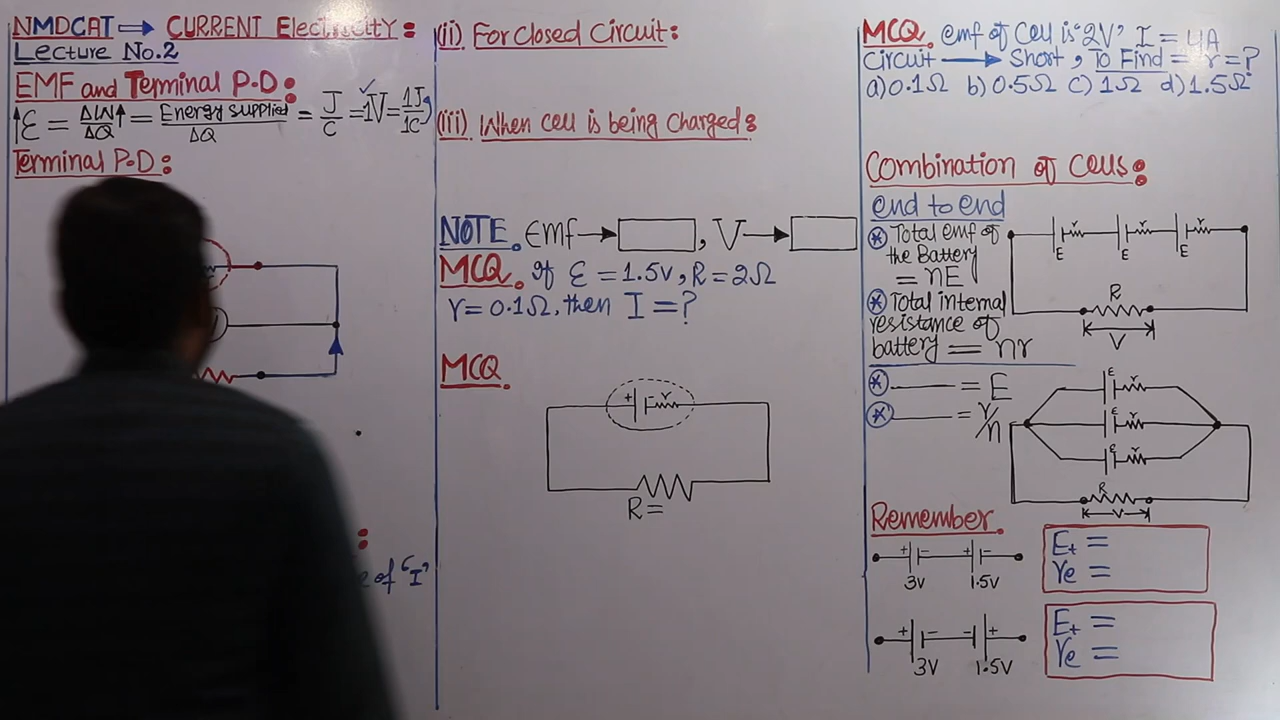 NMDCAT ⟹ CURRENT Electricity:
Lecture No.2
EMF and Terminal P.D:
ε = ΔW/ΔQ = Energy supplied/ΔQ = J/C = 1V = 1J/1C
Terminal P.D:
e of "I"
(ii) For Closed Circuit:
(iii) When cell is being charged:
NOTE. Emf → , V →
MCQ. If ε = 1.5V, R = 2Ω
r = 0.1Ω, then I = ?
MCQ.
+ - r
R =
MCQ. emf of Cell is "2V" I = 4A
Circuit → Short, To Find = r = ?
a) 0.1Ω b) 0.5Ω c) 1Ω d) 1.5Ω
Combination of Cells:
end to end
* Total emf of
the Battery
= nE
* Total internal
resistance of
battery = nr
r r r
E E E
R
V
* ____ = E
* ____ = r/n
ε r
ε r
ε r
R
V
Remember.
+ - + -
3V 1.5V
Et =
re =
+ - - +
3V 1.5V
Et =
re =